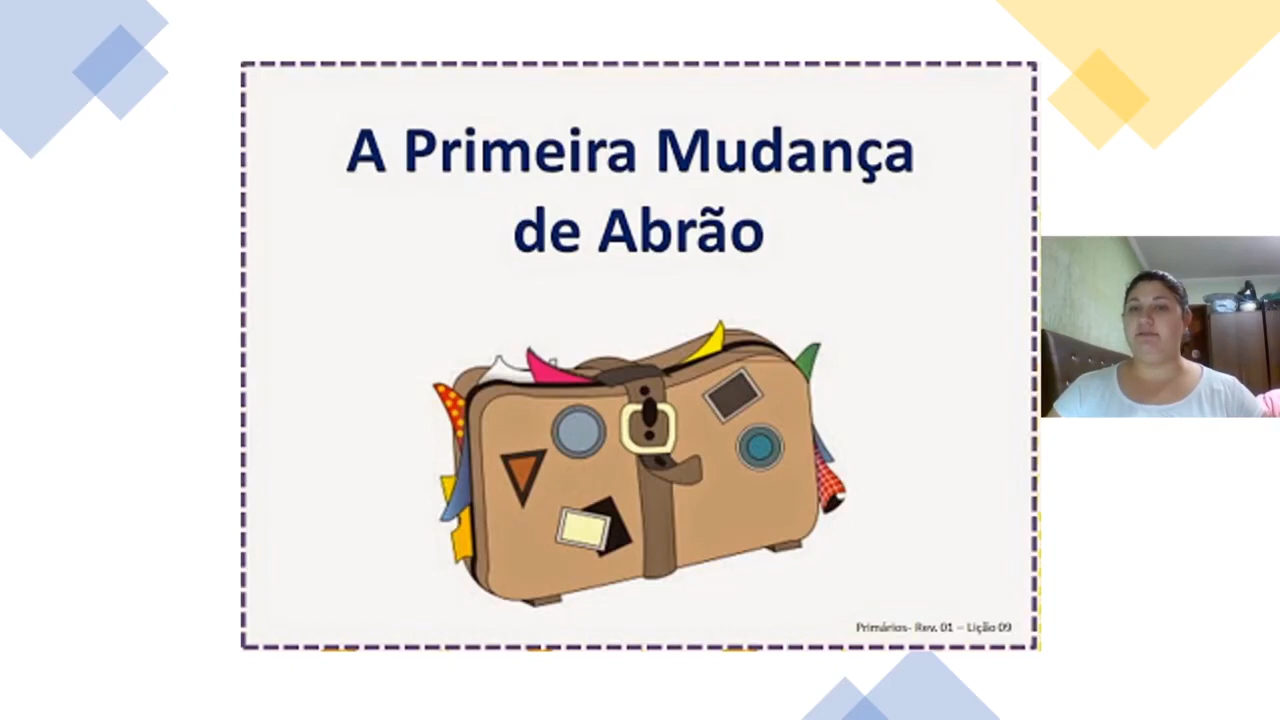 A Primeira Mudança
de Abrão
Primários- Rev. 01 – Lição 09